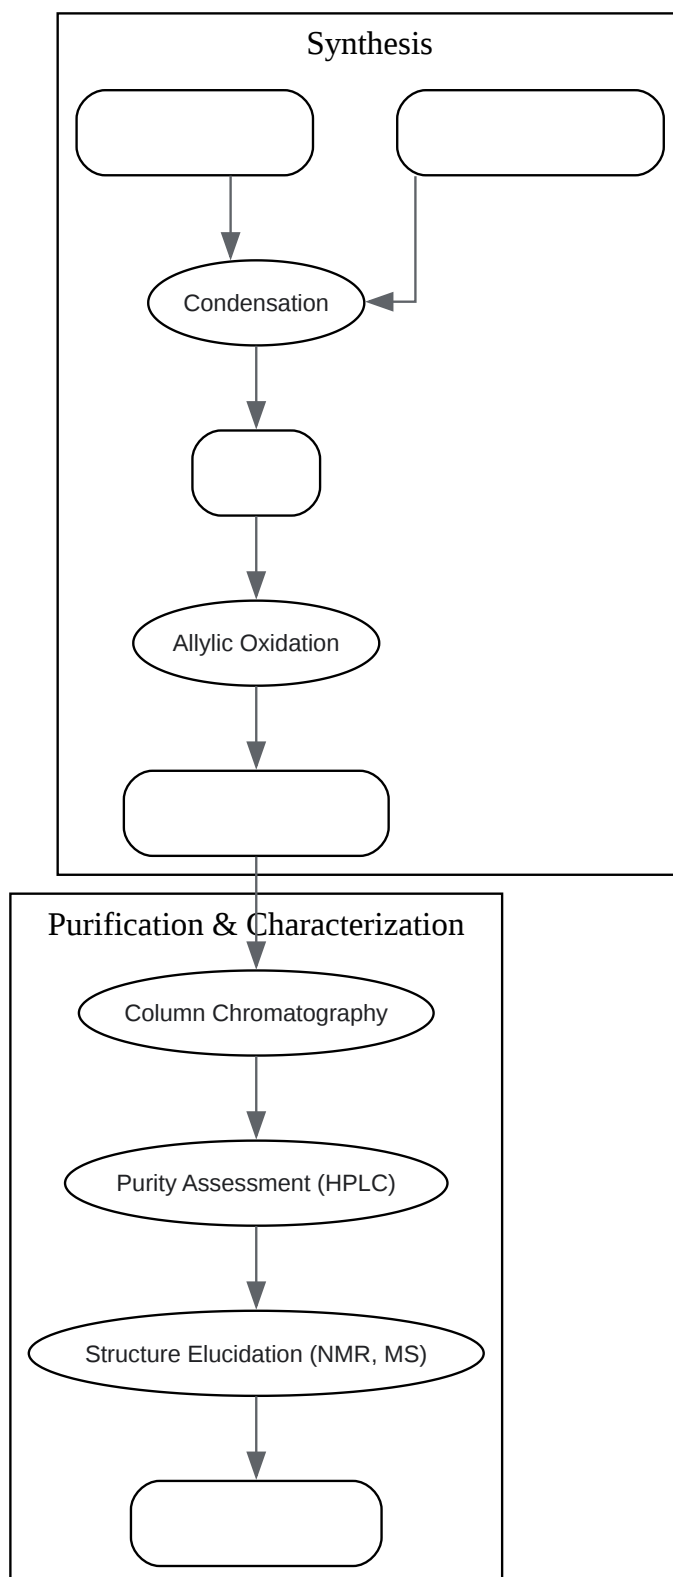 Synthesis
Condensation
Allylic Oxidation
Purification & Characterization
Column Chromatography
Purity Assessment (HPLC)
Structure Elucidation (NMR, MS)